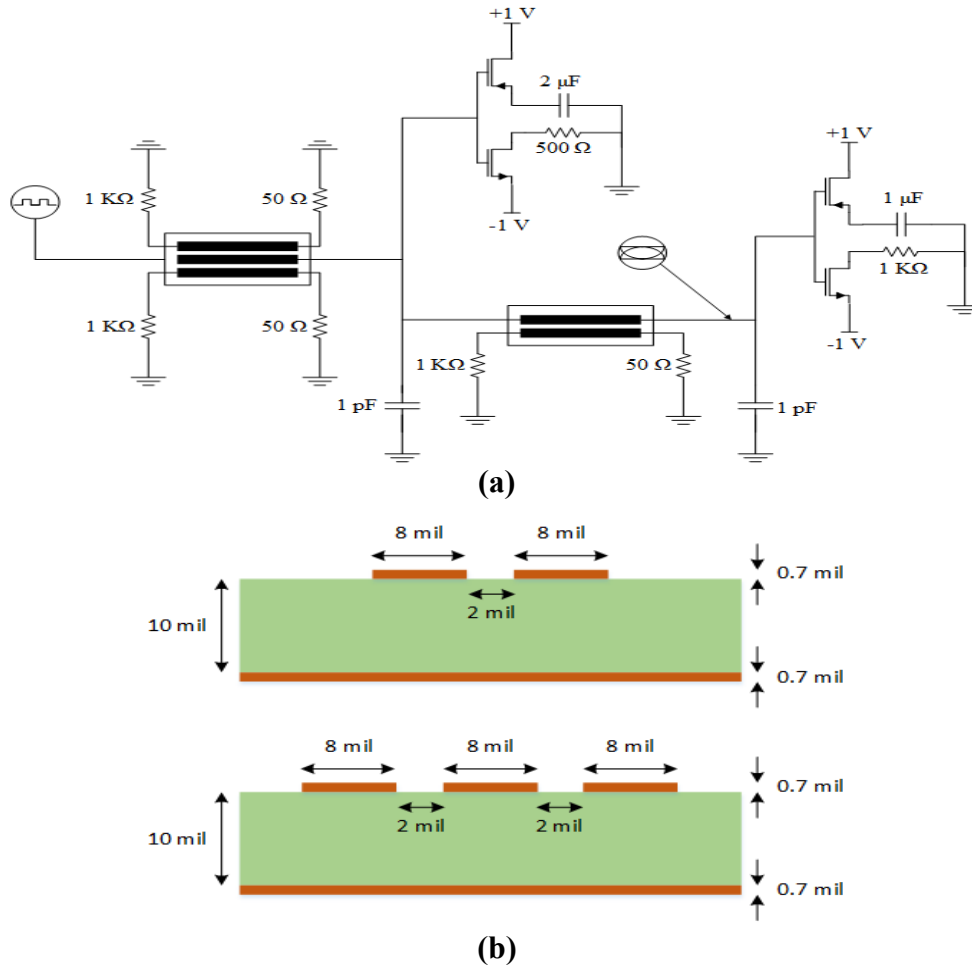 +1 V
2 µF
500 Ω
-1 V
+1 V
1 µF
1 KΩ
-1 V
1 KΩ
50 Ω
1 KΩ
50 Ω
1 KΩ
50 Ω
1 pF
1 pF
(a)
8 mil
8 mil
0.7 mil
2 mil
10 mil
0.7 mil
8 mil
8 mil
8 mil
0.7 mil
2 mil
2 mil
10 mil
0.7 mil
(b)